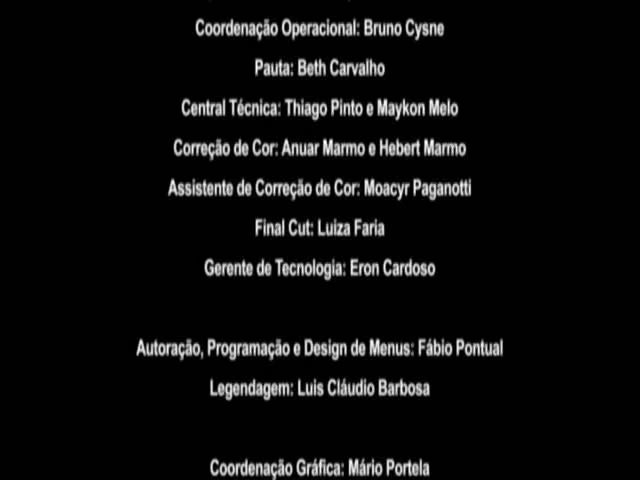 Coordenação Operacional: Bruno Cysne
Pauta: Beth Carvalho
Central Técnica: Thiago Pinto e Maykon Melo
Correção de Cor: Anuar Marmo e Hebert Marmo
Assistente de Correção de Cor: Moacyr Paganotti
Final Cut: Luiza Faria
Gerente de Tecnologia: Eron Cardoso
Autoração, Programação e Design de Menus: Fábio Pontual
Legendagem: Luis Cláudio Barbosa
Coordenação Gráfica: Mário Portela